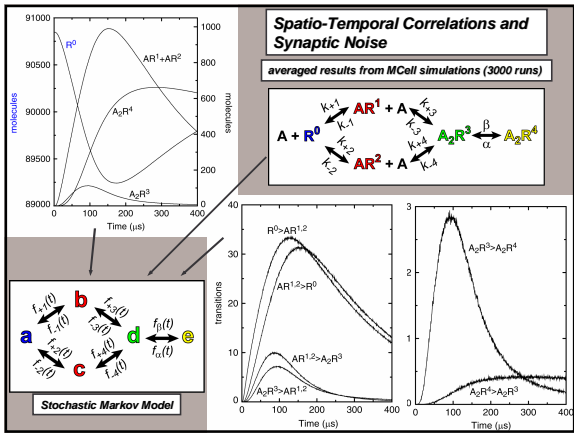 Spatio-Temporal Correlations and
Synaptic Noise
averaged results from MCell simulations (3000 runs)
91000
90500
90000
89500
89000
molecules
R⁰
AR¹+AR²
A₂R⁴
A₂R³
1000
800
600
400
200
0
molecules
0 100 200 300 400
Time (µs)
A + R⁰
k+1
k-1
AR¹ + A
k+3
k-3
k+2
k-2
AR² + A
k+4
k-4
A₂R³
β
α
A₂R⁴
a
f+1(t)
f-1(t)
b
f+3(t)
f-3(t)
f+2(t)
f-2(t)
c
f+4(t)
f-4(t)
d
fβ(t)
fα(t)
e
Stochastic Markov Model
40
30
20
10
0
transitions
R⁰>AR¹,²
AR¹,²>R⁰
AR¹,²>A₂R³
A₂R³>AR¹,²
0 100 200 300 400
Time (µs)
3
2
1
0
A₂R³>A₂R⁴
A₂R⁴>A₂R³
0 100 200 300 400
Time (µs)